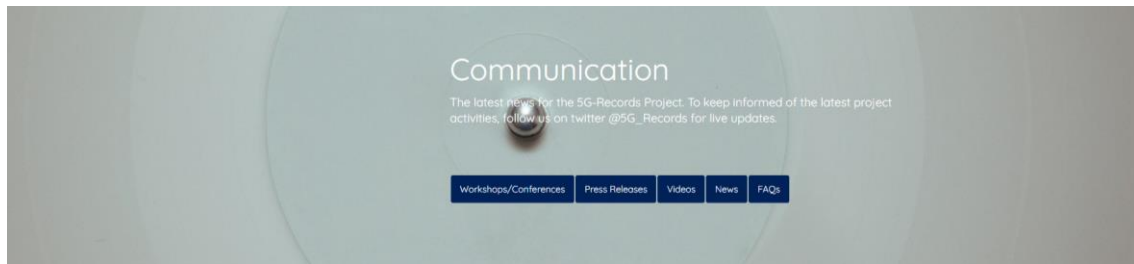 Communication
The latest news for the 5G-Records Project. To keep informed of the latest project
activities, follow us on twitter @5G_Records for live updates.
Workshops/Conferences Press Releases Videos News FAQs